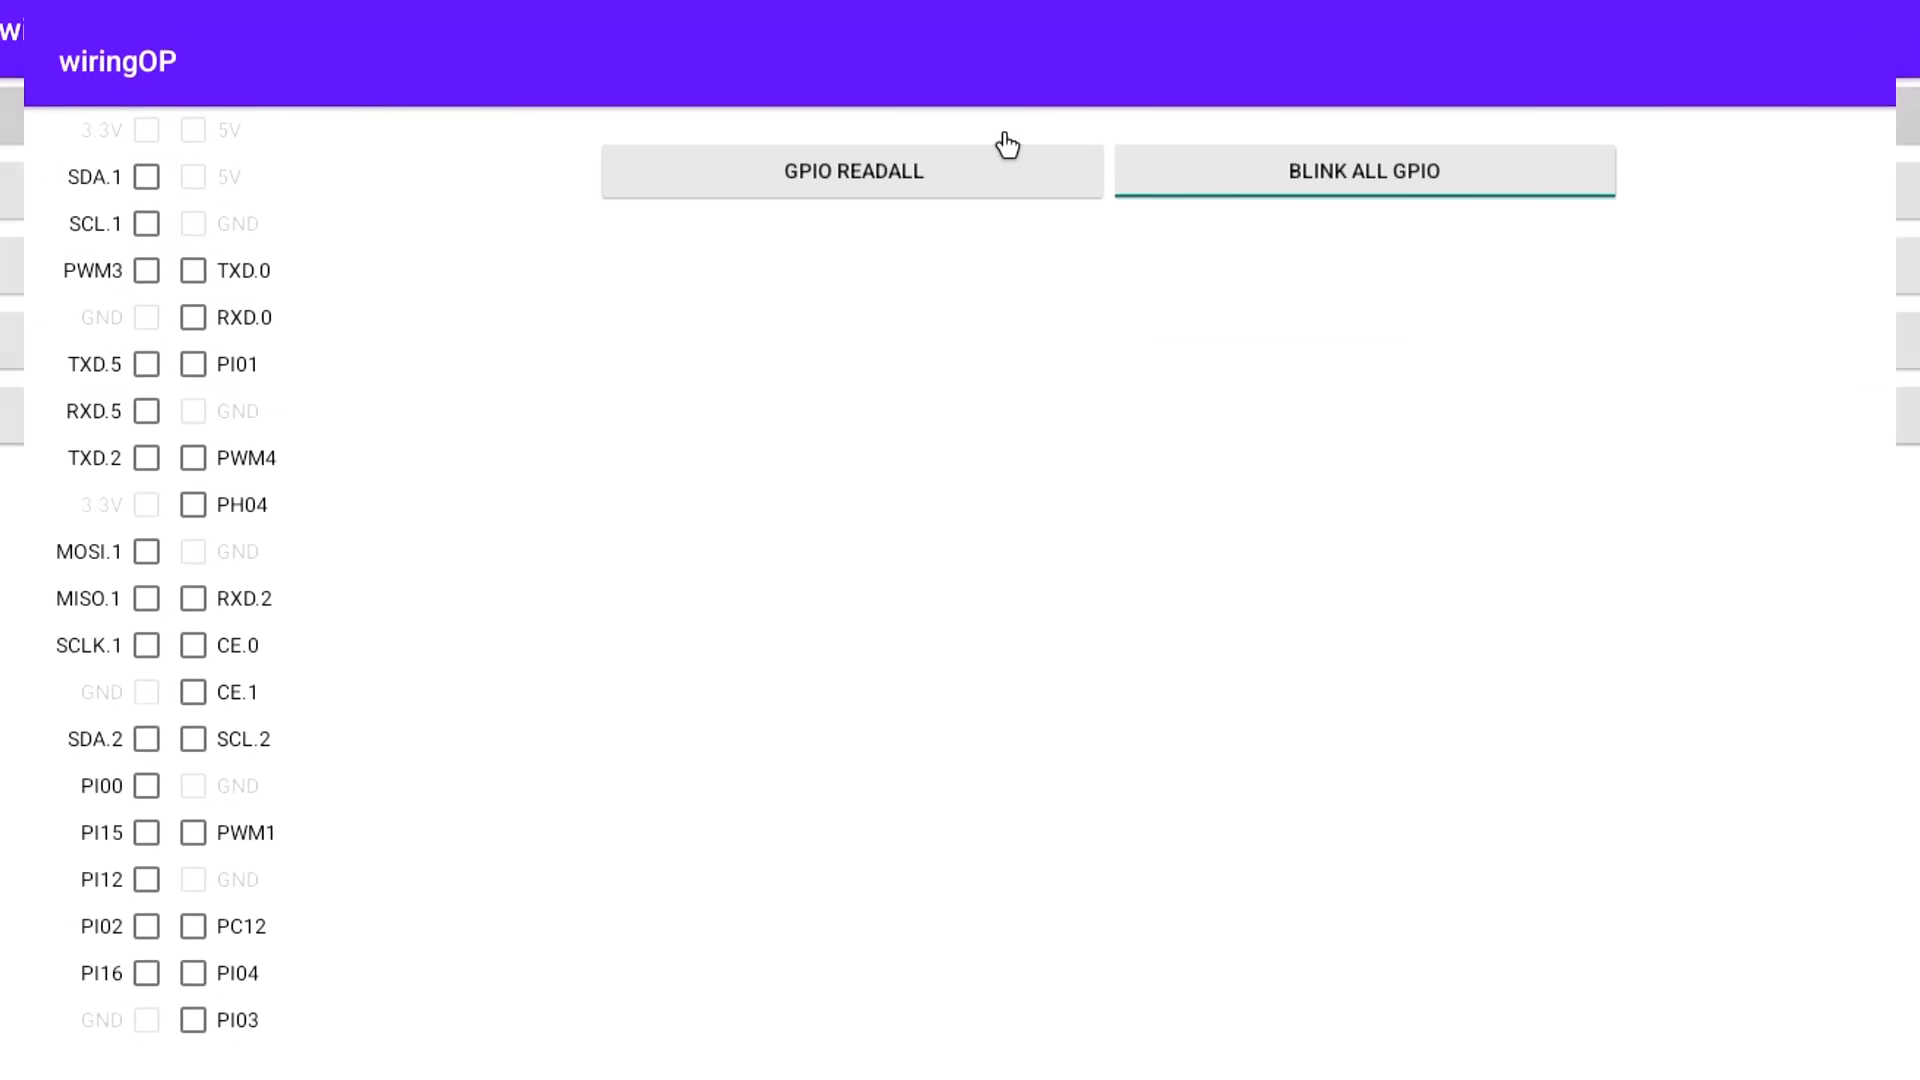 wi
wiringOP
3.3V 5V
GPIO READALL BLINK ALL GPIO
SDA.1 5V
SCL.1 GND
PWM3 TXD.0
GND RXD.0
TXD.5 PI01
RXD.5 GND
TXD.2 PWM4
3.3V PH04
MOSI.1 GND
MISO.1 RXD.2
SCLK.1 CE.0
GND CE.1
SDA.2 SCL.2
PI00 GND
PI15 PWM1
PI12 GND
PI02 PC12
PI16 PI04
GND PI03